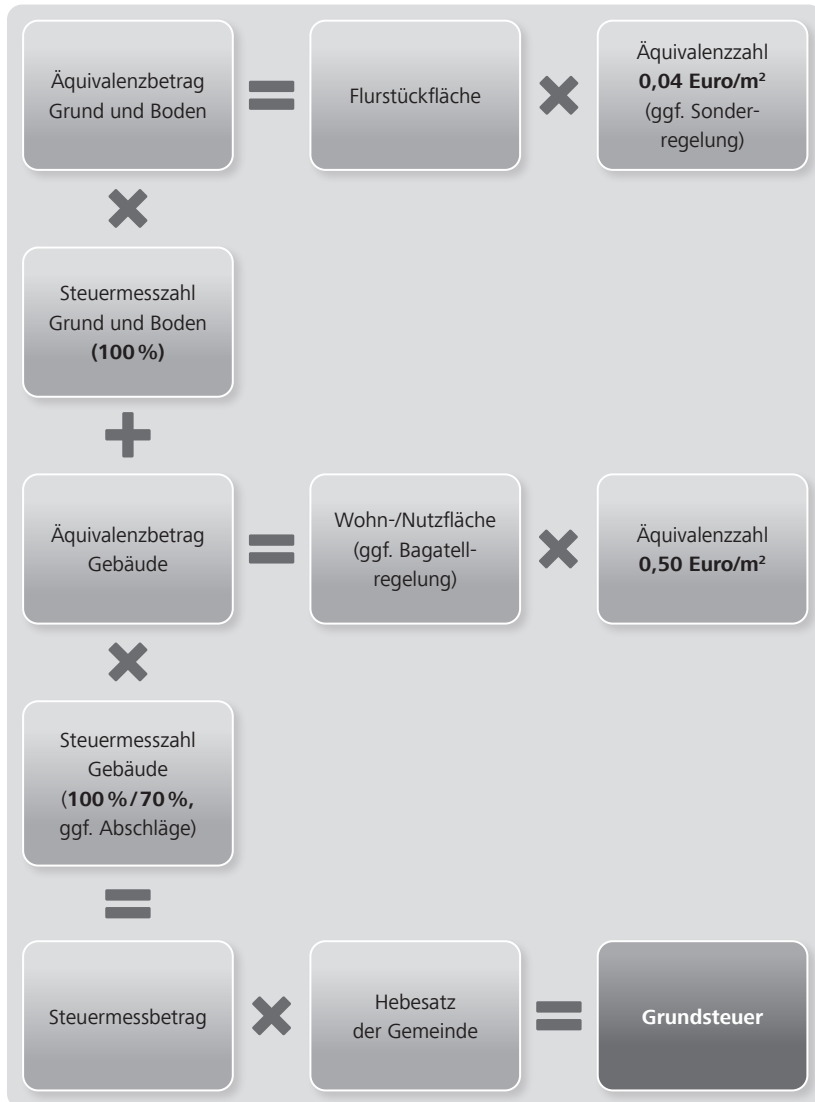 Äquivalenzbetrag
Grund und Boden
=
Flurstückfläche
×
Äquivalenzzahl
0,04 Euro/m²
(ggf. Sonder-
regelung)
×
Steuermesszahl
Grund und Boden
(100 %)
+
Äquivalenzbetrag
Gebäude
=
Wohn-/Nutzfläche
(ggf. Bagatell-
regelung)
×
Äquivalenzzahl
0,50 Euro/m²
×
Steuermesszahl
Gebäude
(100 % / 70 %,
ggf. Abschläge)
=
Steuermessbetrag
×
Hebesatz
der Gemeinde
=
Grundsteuer